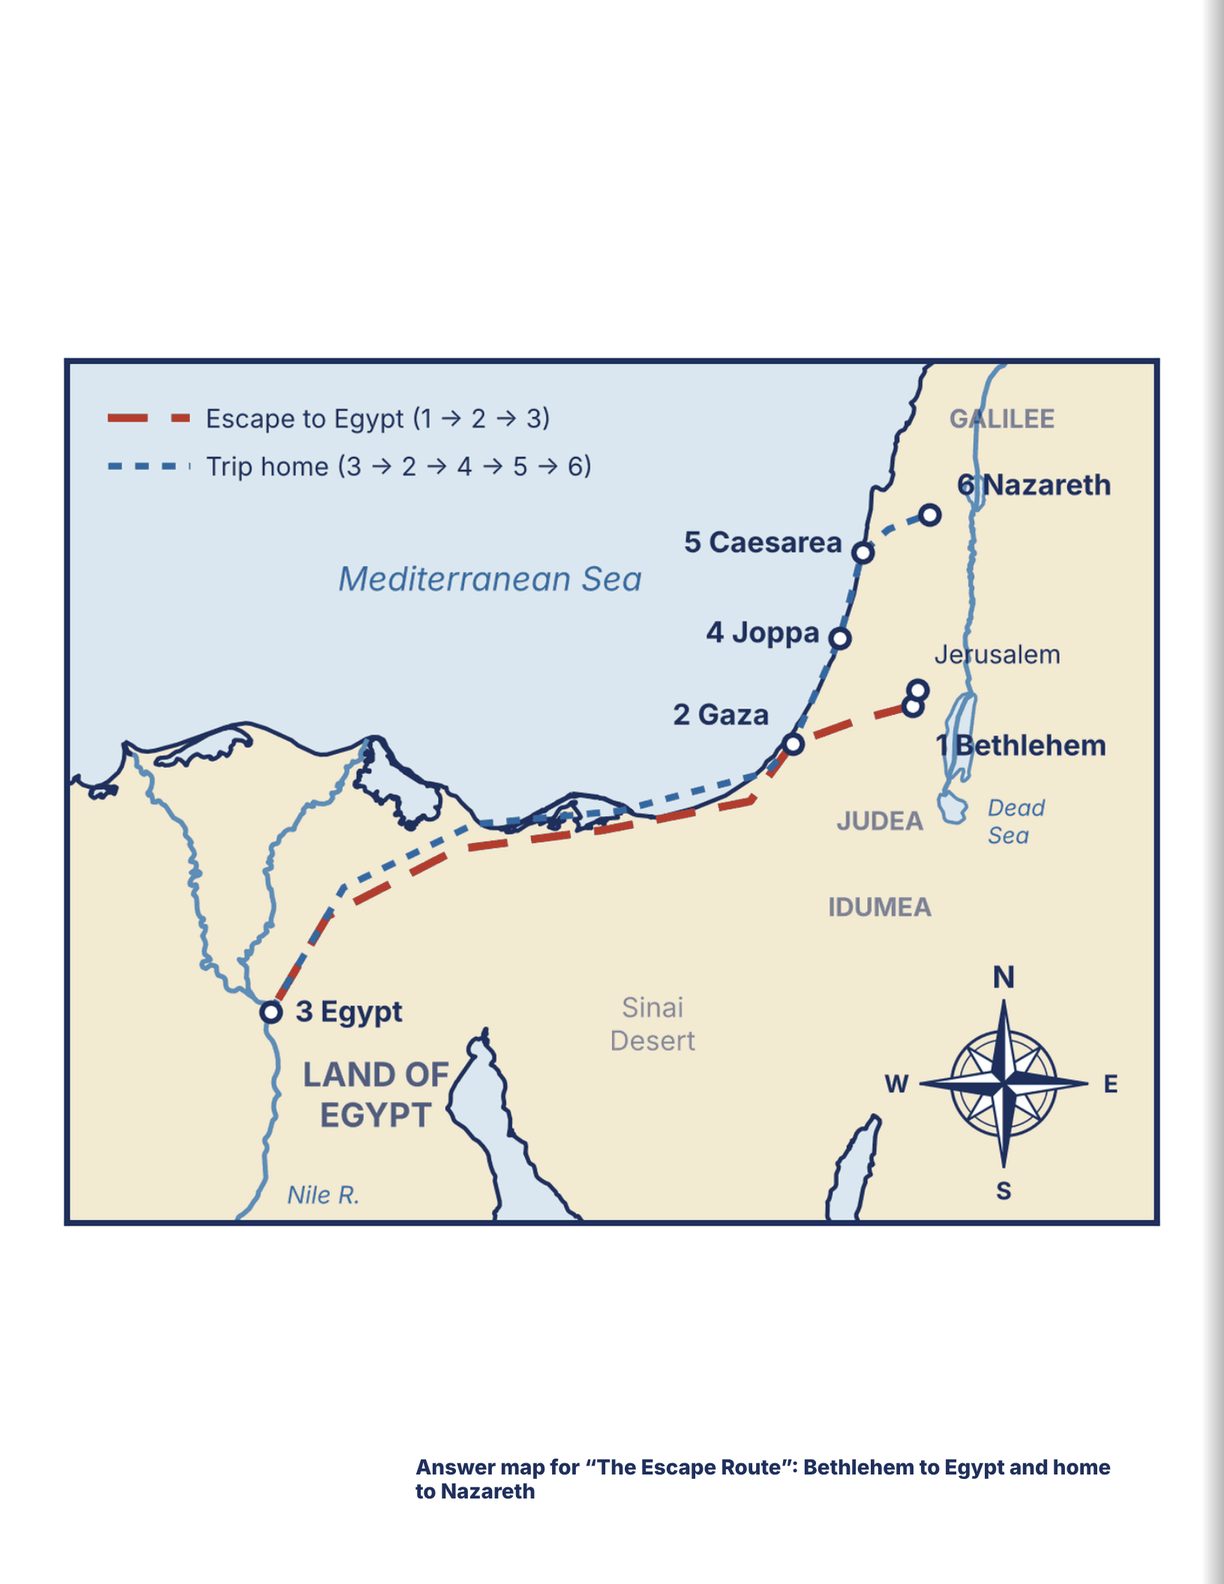 Escape to Egypt (1 → 2 → 3)
Trip home (3 → 2 → 4 → 5 → 6)
GALILEE
6 Nazareth
5 Caesarea
Mediterranean Sea
4 Joppa
Jerusalem
2 Gaza
1 Bethlehem
Dead
Sea
JUDEA
IDUMEA
N
Sinai
Desert
3 Egypt
LAND OF
EGYPT
W
E
S
Nile R.
Answer map for “The Escape Route”: Bethlehem to Egypt and home
to Nazareth